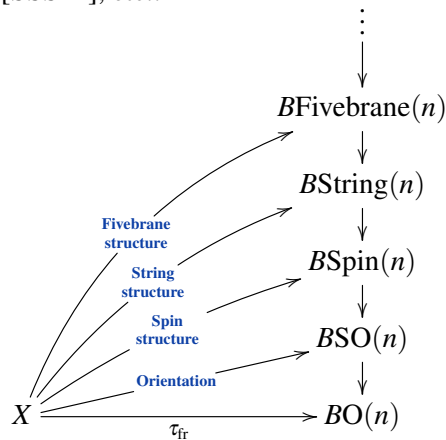 ⋮
BFivebrane(n)
BString(n)
Fivebrane
structure
String
structure
BSpin(n)
Spin
structure
BSO(n)
Orientation
X
τfr
BO(n)